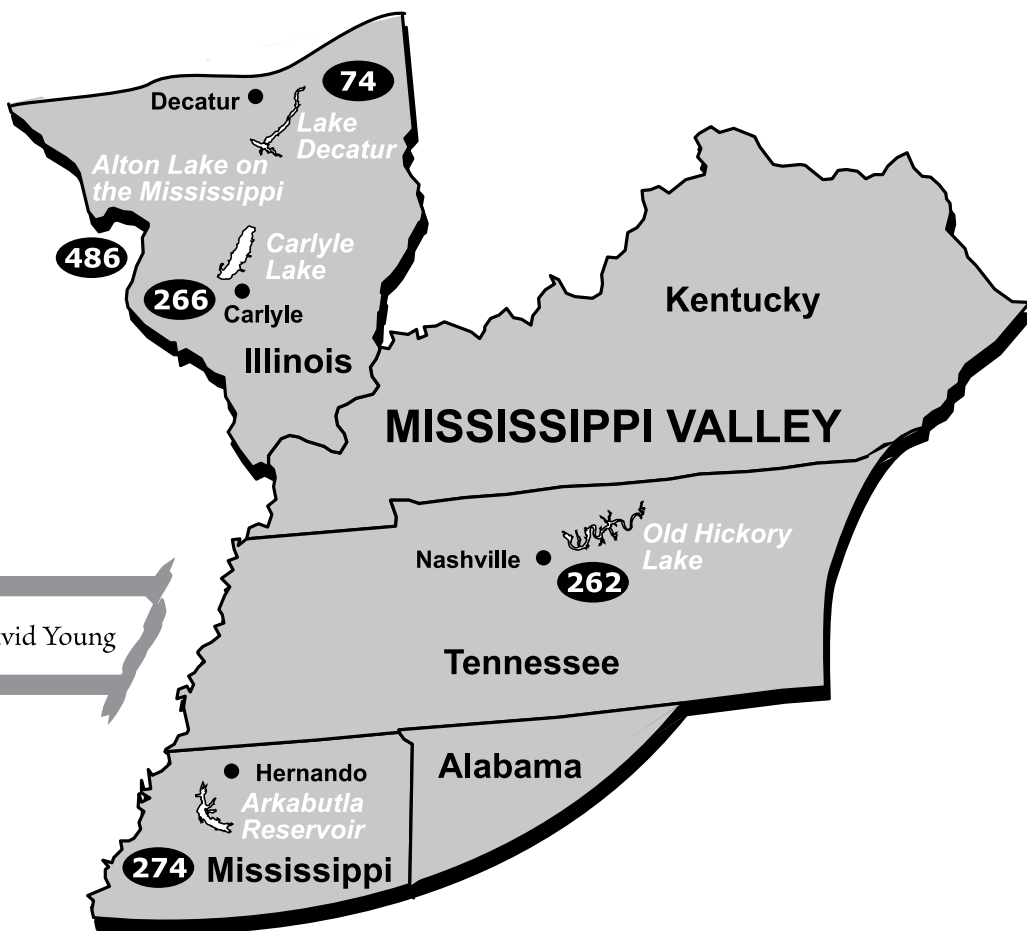 74
Decatur
Lake
Decatur
Alton Lake on
the Mississippi
486
Carlyle
Lake
266
Carlyle
Illinois
Kentucky
MISSISSIPPI VALLEY
Old Hickory
Lake
Nashville
262
Young
Tennessee
Alabama
Hernando
Arkabutla
Reservoir
274
Mississippi